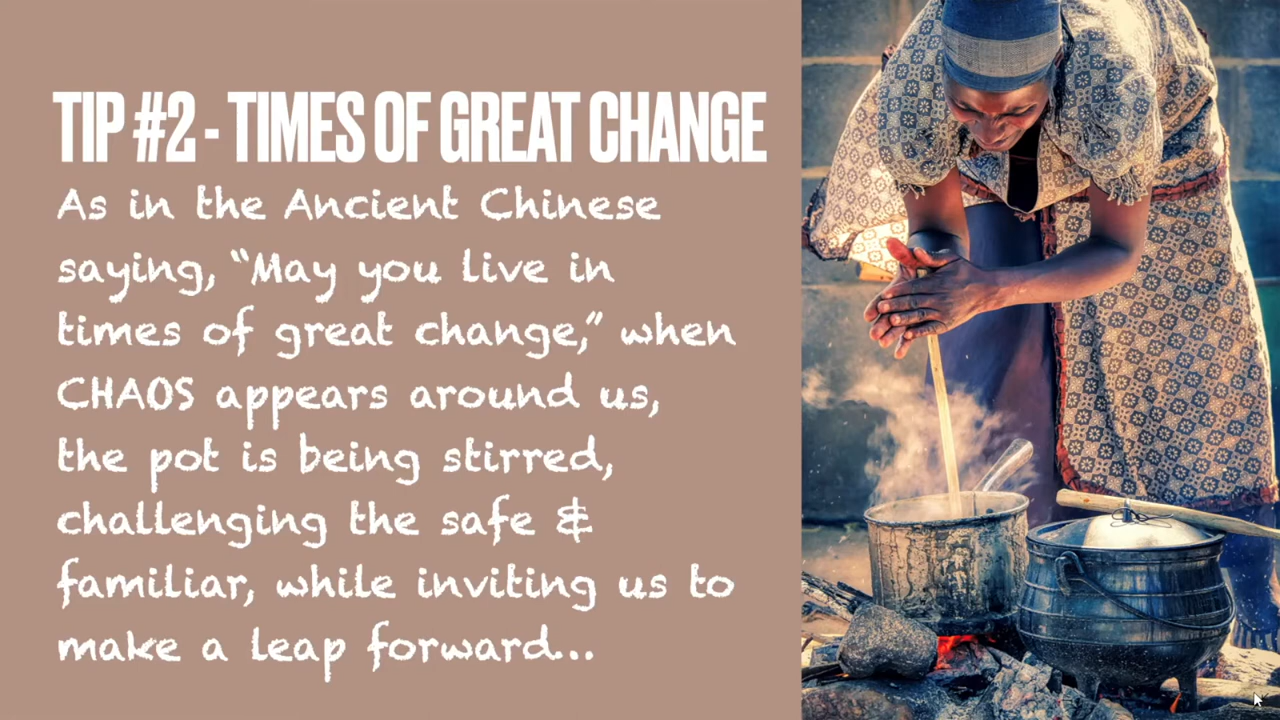 TIP #2 - TIMES OF GREAT CHANGE
As in the Ancient Chinese
saying, “May you live in
times of great change,” when
CHAOS appears around us,
the pot is being stirred,
challenging the safe &
familiar, while inviting us to
make a leap forward...